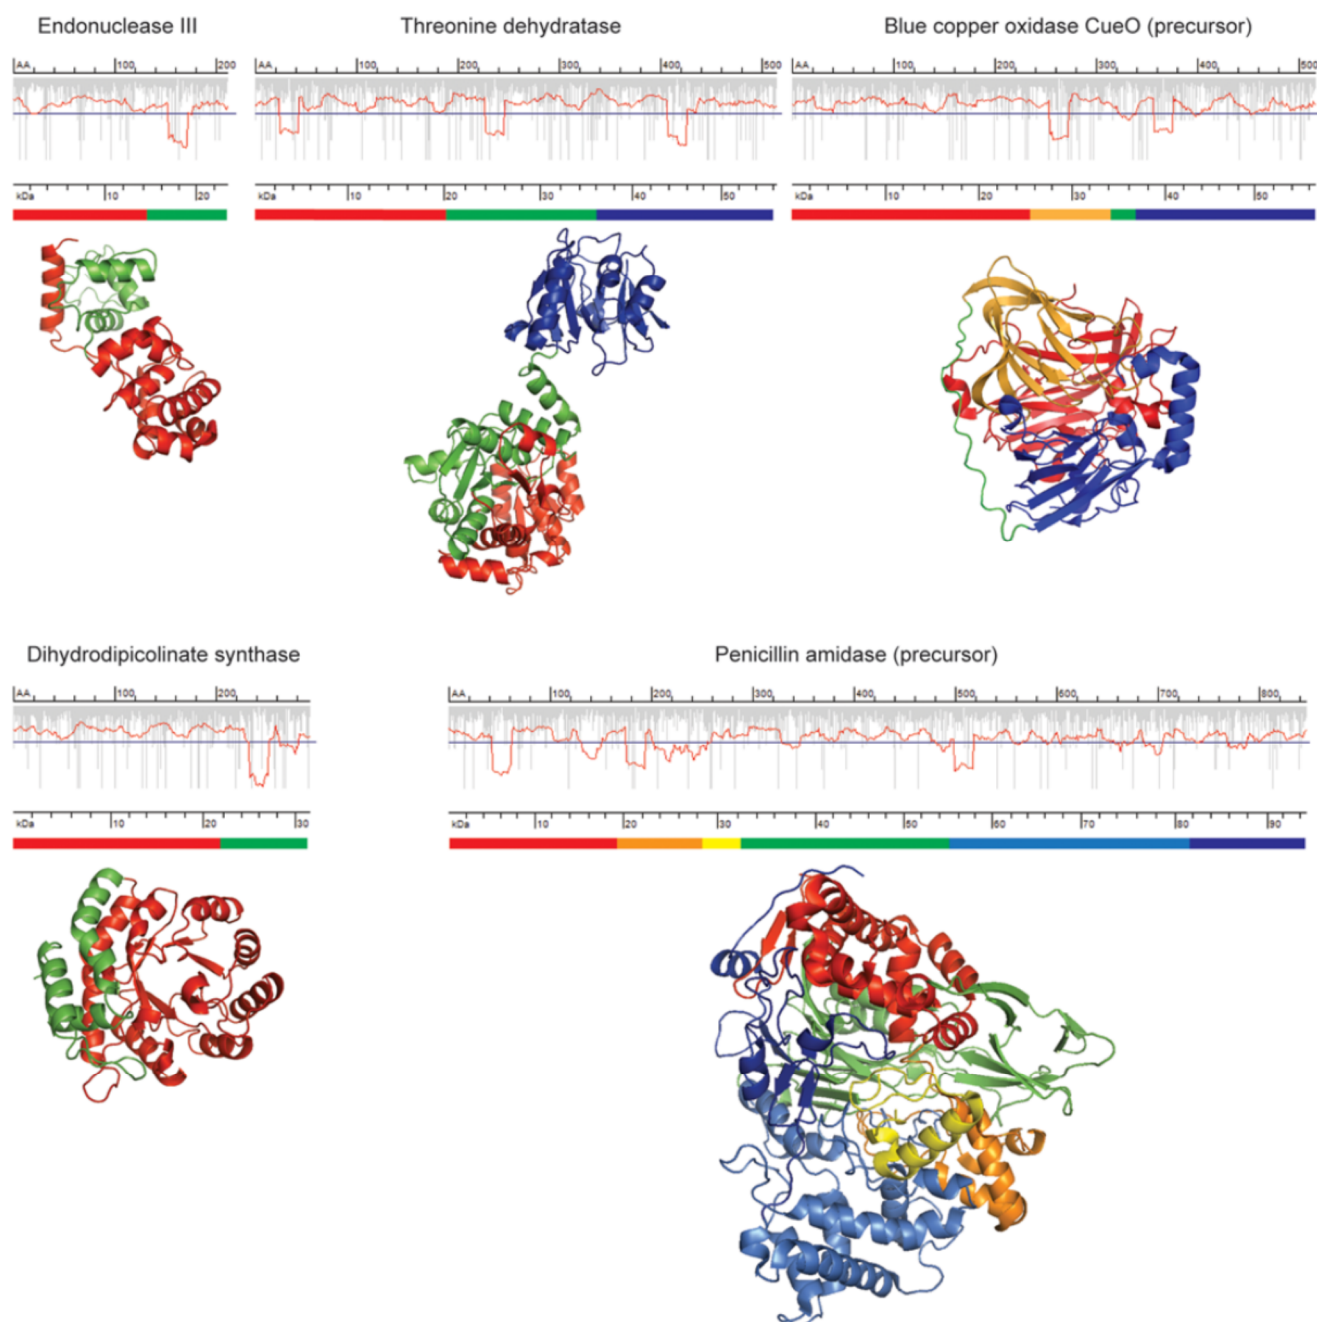 Endonuclease III Threonine dehydratase Blue copper oxidase CueO (precursor)
AA 100 200 AA 100 200 300 400 500 100 200 300 400 500
kDa 10 20 kDa 10 20 30 40 50 kDa 10 20 30 40 50
Dihydrodipicolinate synthase Penicillin amidase (precursor)
AA 100 200 AA 100 200 300 400 500 600 700 800
kDa 10 20 30 kDa 10 20 30 40 50 60 70 80 90